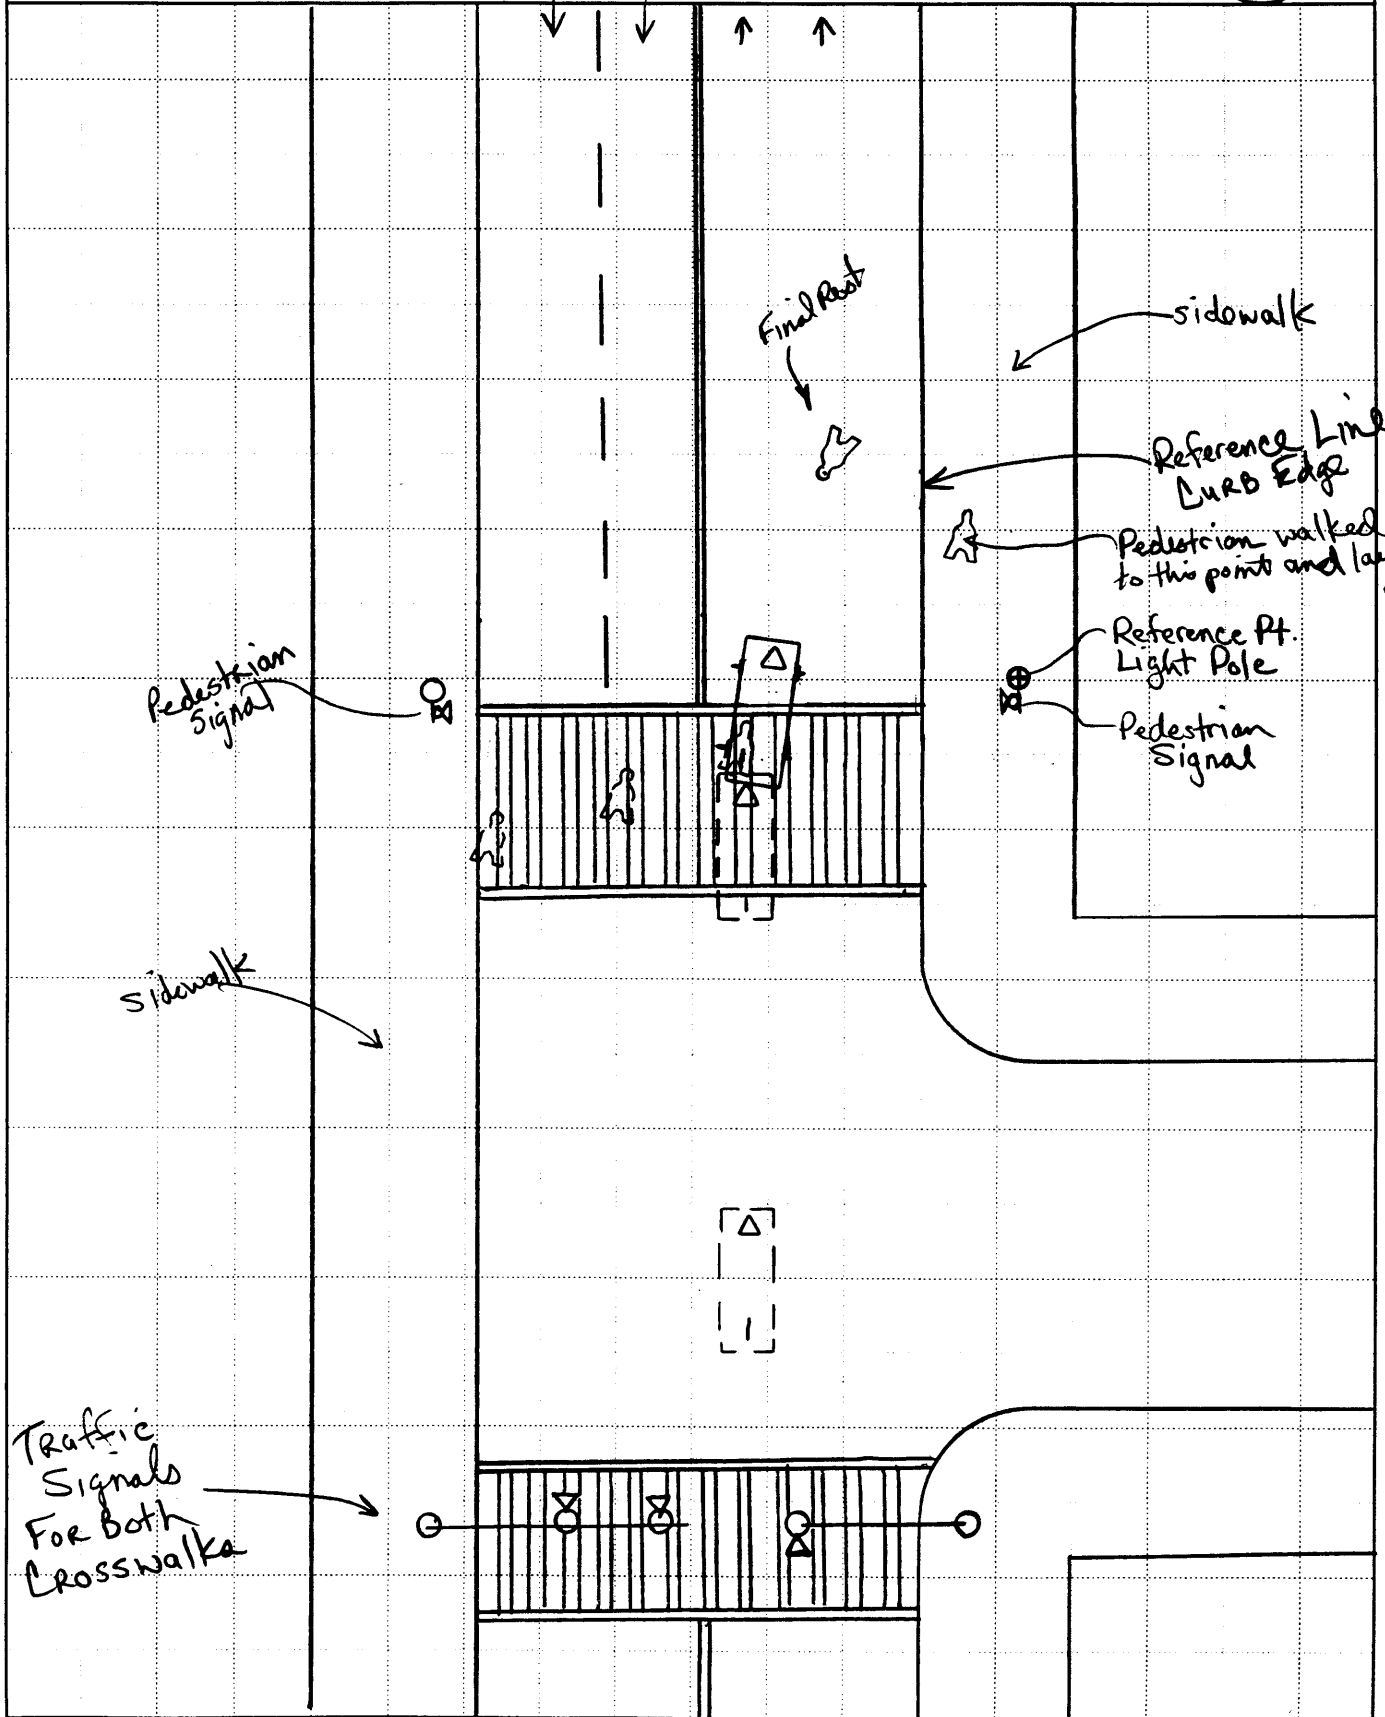 Final Rest
sidewalk
Reference Line
CURB Edge
Pedestrian walked
to this point and
Reference Pt.
Light Pole
Pedestrian
Signal
Pedestrian
Signal
sidewalk
Traffic
Signals
For Both
Crosswalks